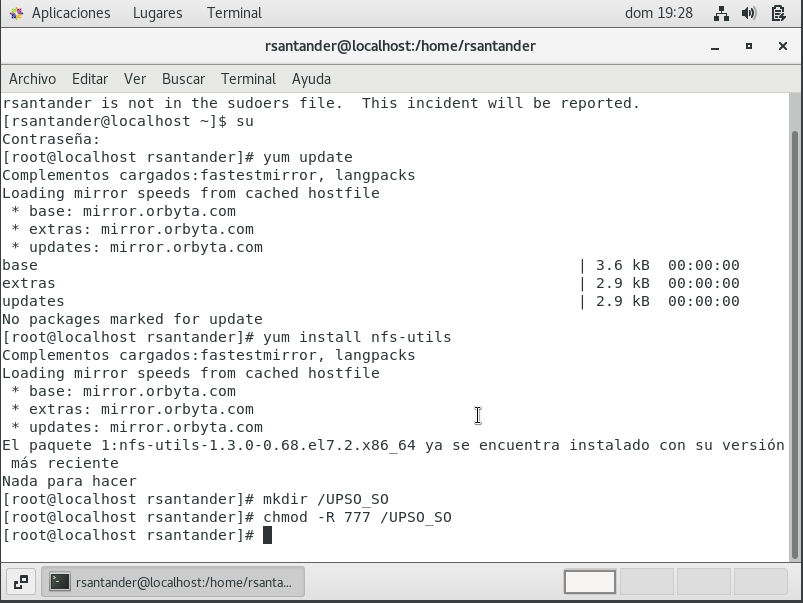 Aplicaciones Lugares Terminal dom 19:28
rsantander@localhost:/home/rsantander
Archivo Editar Ver Buscar Terminal Ayuda
rsantander is not in the sudoers file.  This incident will be reported.
[rsantander@localhost ~]$ su
Contraseña:
[root@localhost rsantander]# yum update
Complementos cargados:fastestmirror, langpacks
Loading mirror speeds from cached hostfile
 * base: mirror.orbyta.com
 * extras: mirror.orbyta.com
 * updates: mirror.orbyta.com
base | 3.6 kB  00:00:00
extras | 2.9 kB  00:00:00
updates | 2.9 kB  00:00:00
No packages marked for update
[root@localhost rsantander]# yum install nfs-utils
Complementos cargados:fastestmirror, langpacks
Loading mirror speeds from cached hostfile
 * base: mirror.orbyta.com
 * extras: mirror.orbyta.com
 * updates: mirror.orbyta.com
El paquete 1:nfs-utils-1.3.0-0.68.el7.2.x86_64 ya se encuentra instalado con su versión
 más reciente
Nada para hacer
[root@localhost rsantander]# mkdir /UPSO_SO
[root@localhost rsantander]# chmod -R 777 /UPSO_SO
[root@localhost rsantander]#
rsantander@localhost:/home/rsanta...